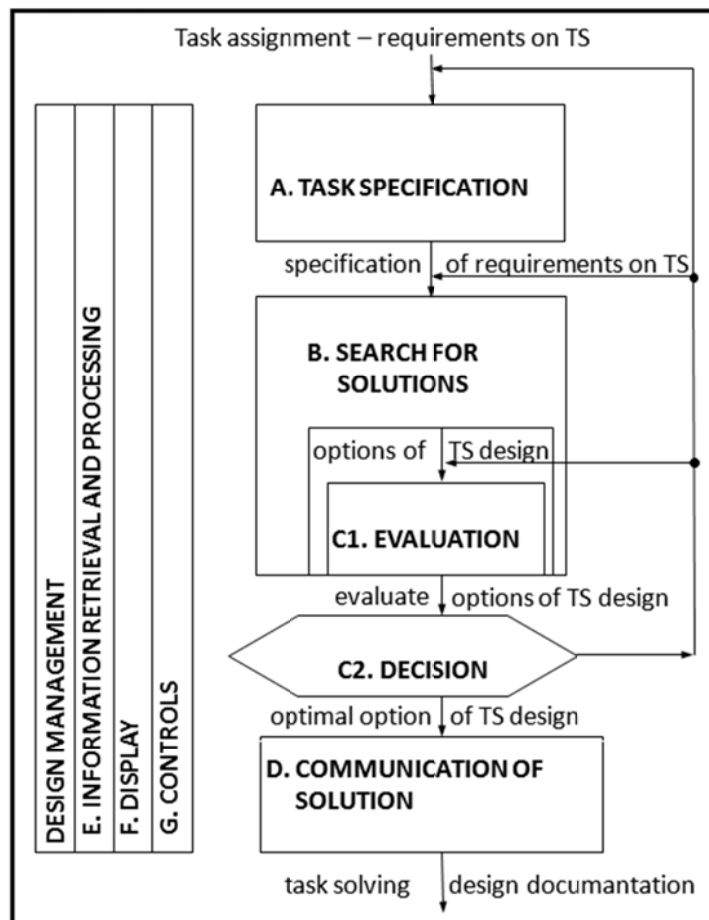 Task assignment – requirements on TS
A. TASK SPECIFICATION
specification of requirements on TS
B. SEARCH FOR
SOLUTIONS
options of TS design
C1. EVALUATION
evaluate options of TS design
C2. DECISION
optimal option of TS design
D. COMMUNICATION OF
SOLUTION
task solving design documantation
DESIGN MANAGEMENT
E. INFORMATION RETRIEVAL AND PROCESSING
F. DISPLAY
G. CONTROLS